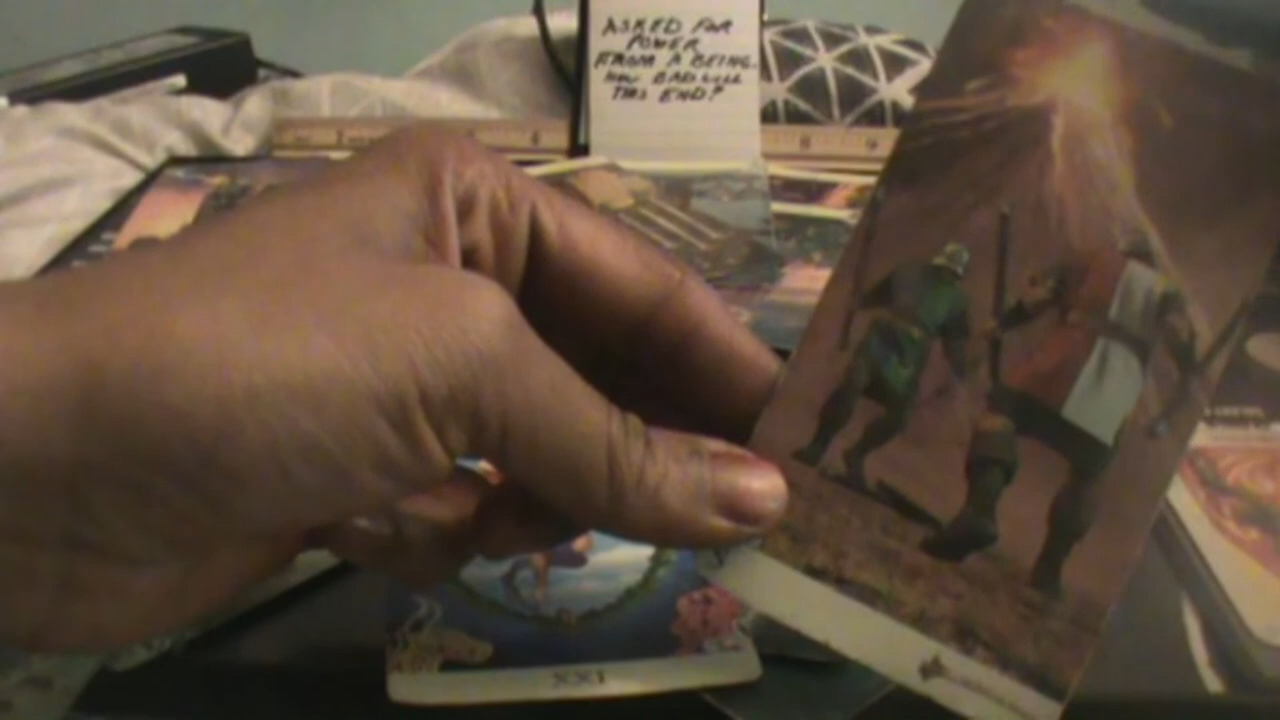 ASKED FOR
POWER
FROM A BEING.
HOW BAD WILL
THIS END?
XXI